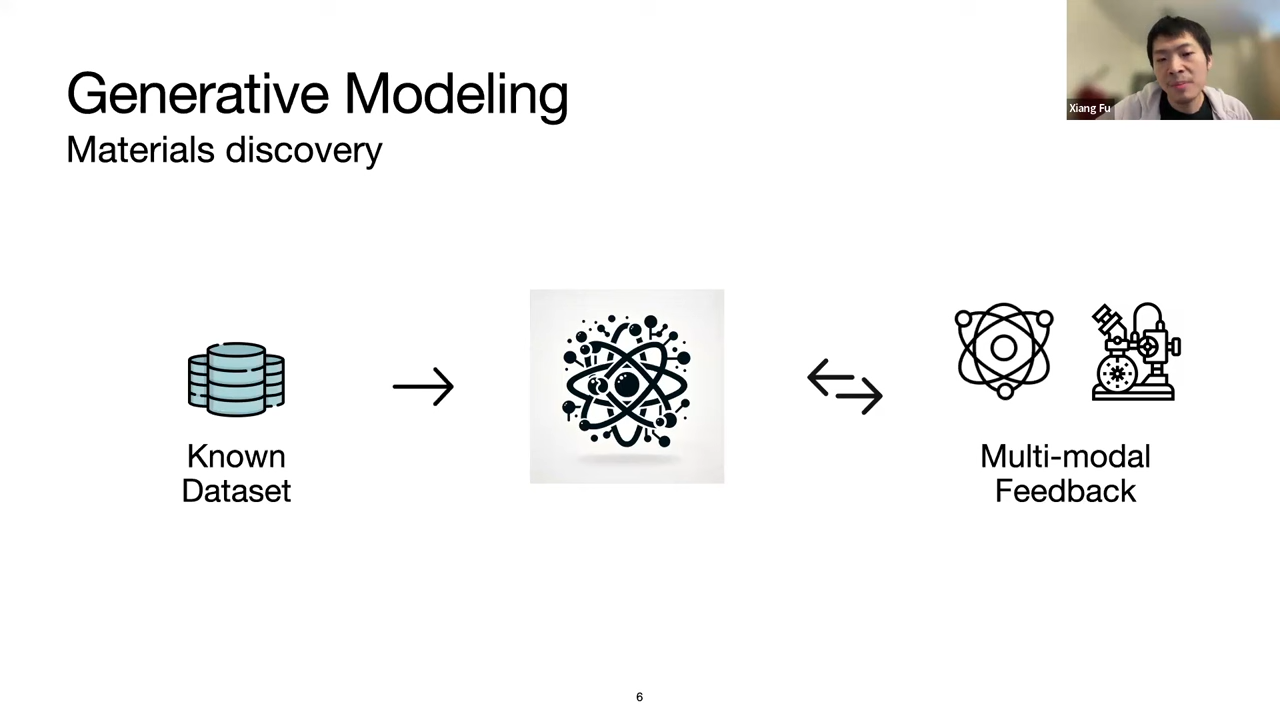 Generative Modeling
Materials discovery
Xiang Fu
Known
Dataset
Multi-modal
Feedback
6